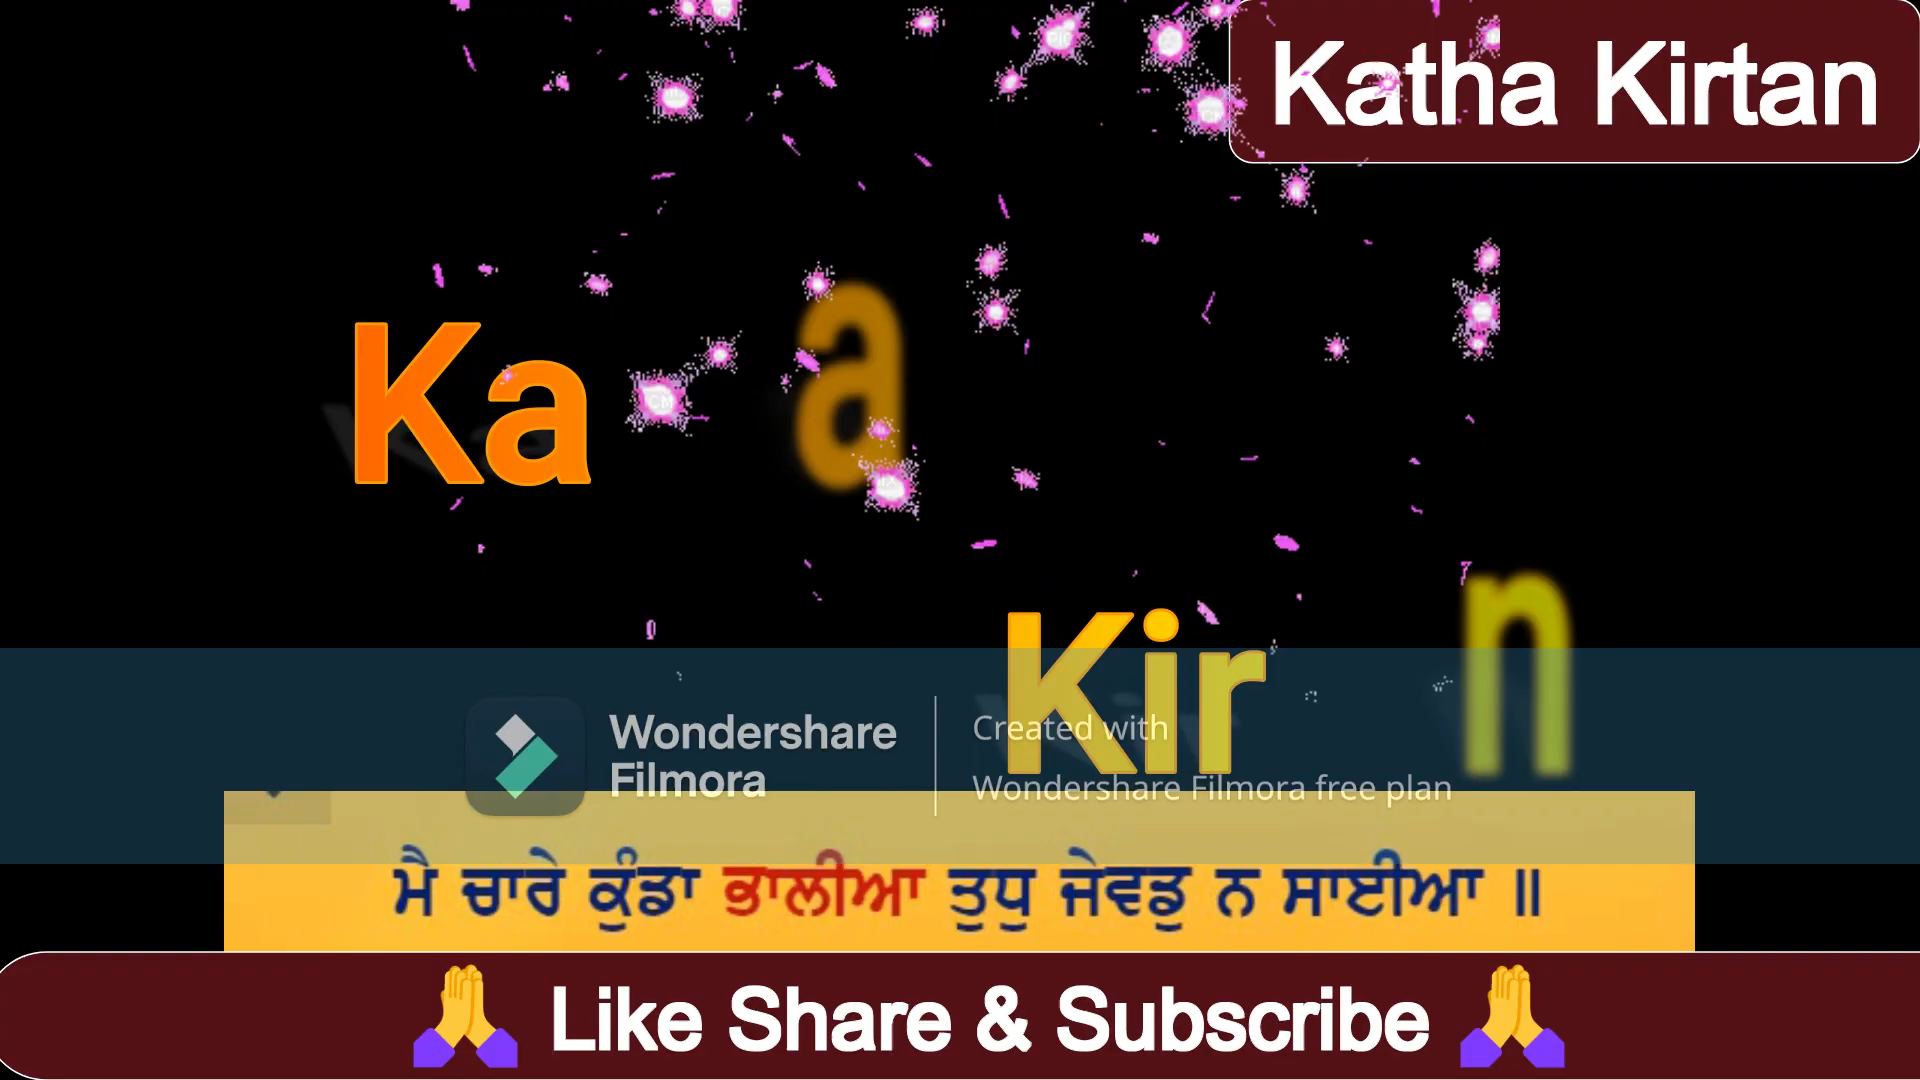 Katha Kirtan
Ka a
Kir n
Wondershare
Filmora
Created with
Wondershare Filmora free plan
ਮੈ ਚਾਰੇ ਕੁੰਡਾ ਭਾਲੀਆ ਤੁਧੁ ਜੇਵਡੁ ਨ ਸਾਈਆ ॥
🙏 Like Share & Subscribe 🙏